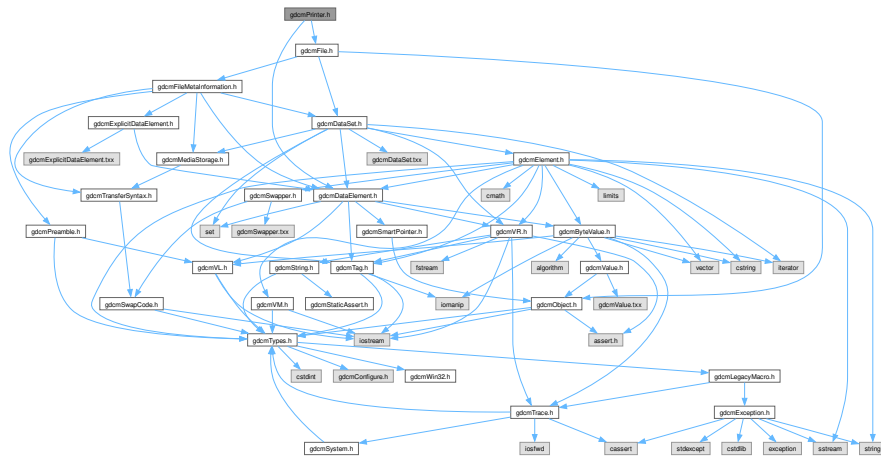 gdcmPrinter.h
gdcmFile.h
gdcmFileMetaInformation.h
gdcmExplicitDataElement.h
gdcmDataSet.h
gdcmExplicitDataElement.txx
gdcmMediaStorage.h
gdcmDataSet.txx
gdcmElement.h
gdcmTransferSyntax.h
gdcmSwapper.h
gdcmDataElement.h
cmath
limits
gdcmPreamble.h
set
gdcmSwapper.txx
gdcmSmartPointer.h
gdcmVR.h
gdcmByteValue.h
gdcmVL.h
gdcmString.h
gdcmTag.h
fstream
algorithm
gdcmValue.h
vector
cstring
iterator
gdcmSwapCode.h
gdcmVM.h
gdcmStaticAssert.h
iomanip
gdcmObject.h
gdcmValue.txx
gdcmTypes.h
iostream
assert.h
cstdint
gdcmConfigure.h
gdcmWin32.h
gdcmLegacyMacro.h
gdcmTrace.h
gdcmException.h
gdcmSystem.h
iosfwd
cassert
stdexcept
cstdlib
exception
sstream
string